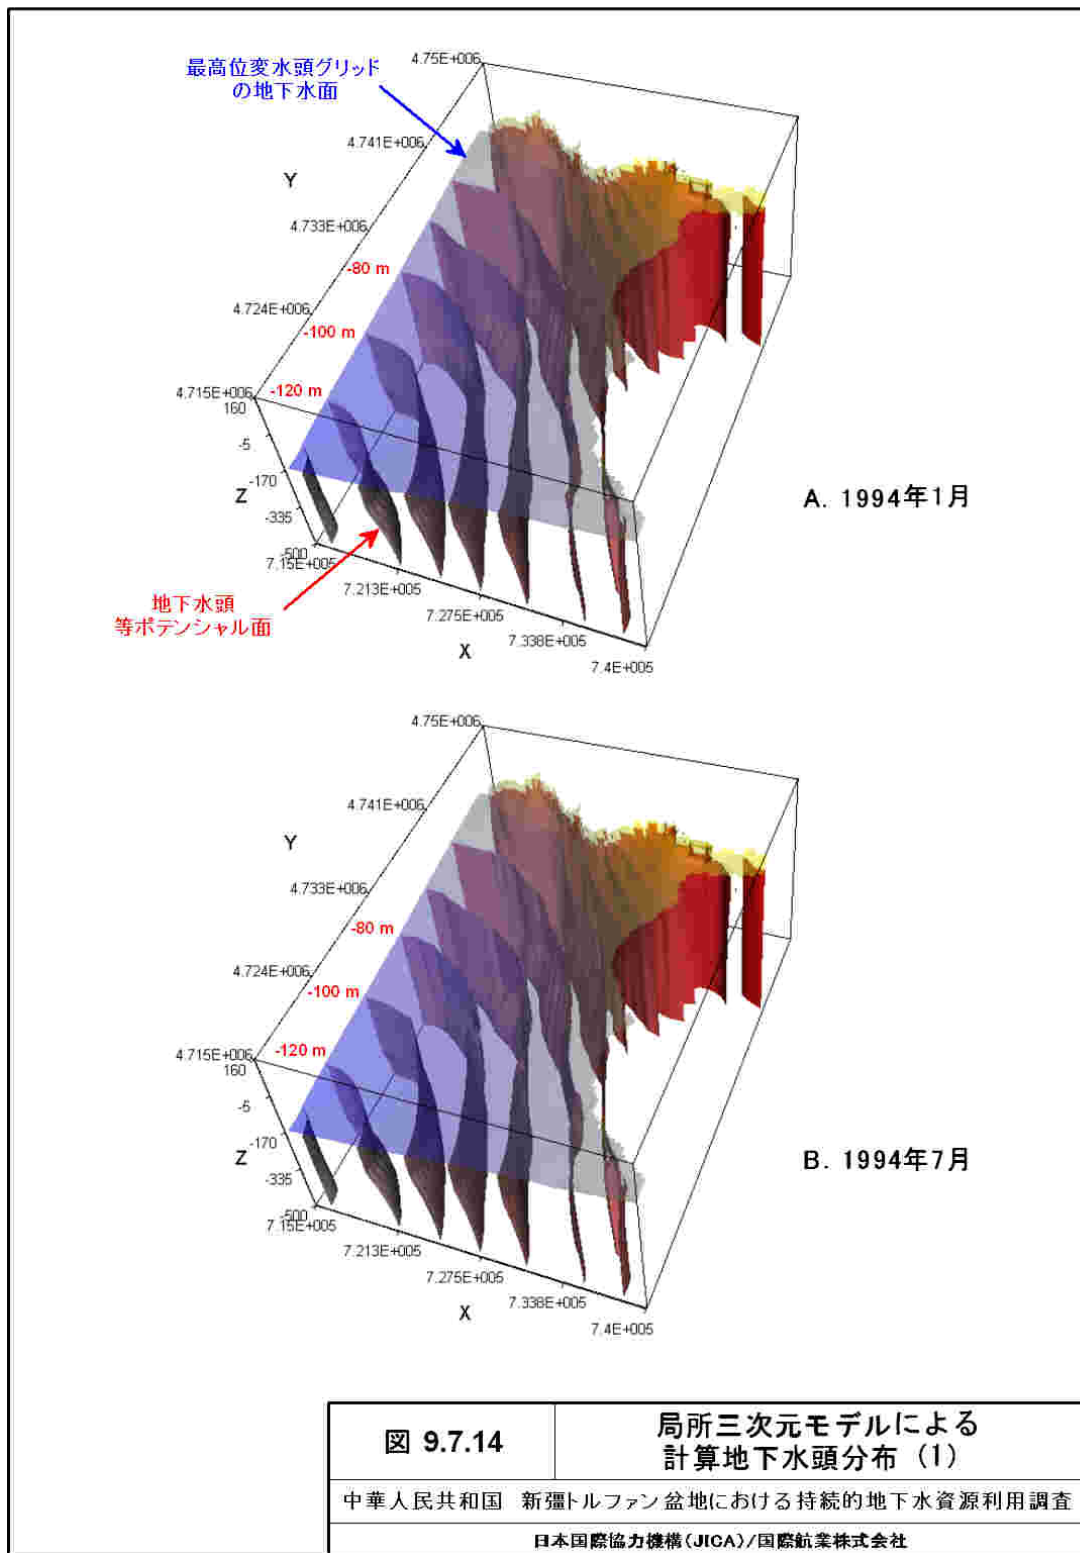 4.75E+006
最高位変水頭グリッド
の地下水面
4.741E+006
Y
4.733E+006
-80 m
4.724E+006
-100 m
4.715E+006
-120 m
160
-5
-170
Z
-335
-500
7.15E+005
7.213E+005
7.275E+005
7.338E+005
7.4E+005
X
A. 1994年1月
地下水頭
等ポテンシャル面
4.75E+006
4.741E+006
Y
4.733E+006
-80 m
4.724E+006
-100 m
4.715E+006
-120 m
160
-5
-170
Z
-335
-500
7.15E+005
7.213E+005
7.275E+005
7.338E+005
7.4E+005
X
B. 1994年7月
図 9.7.14
局所三次元モデルによる
計算地下水頭分布 (1)
中華人民共和国 新疆トルファン盆地における持続的地下水資源利用調査
日本国際協力機構(JICA)/国際航業株式会社